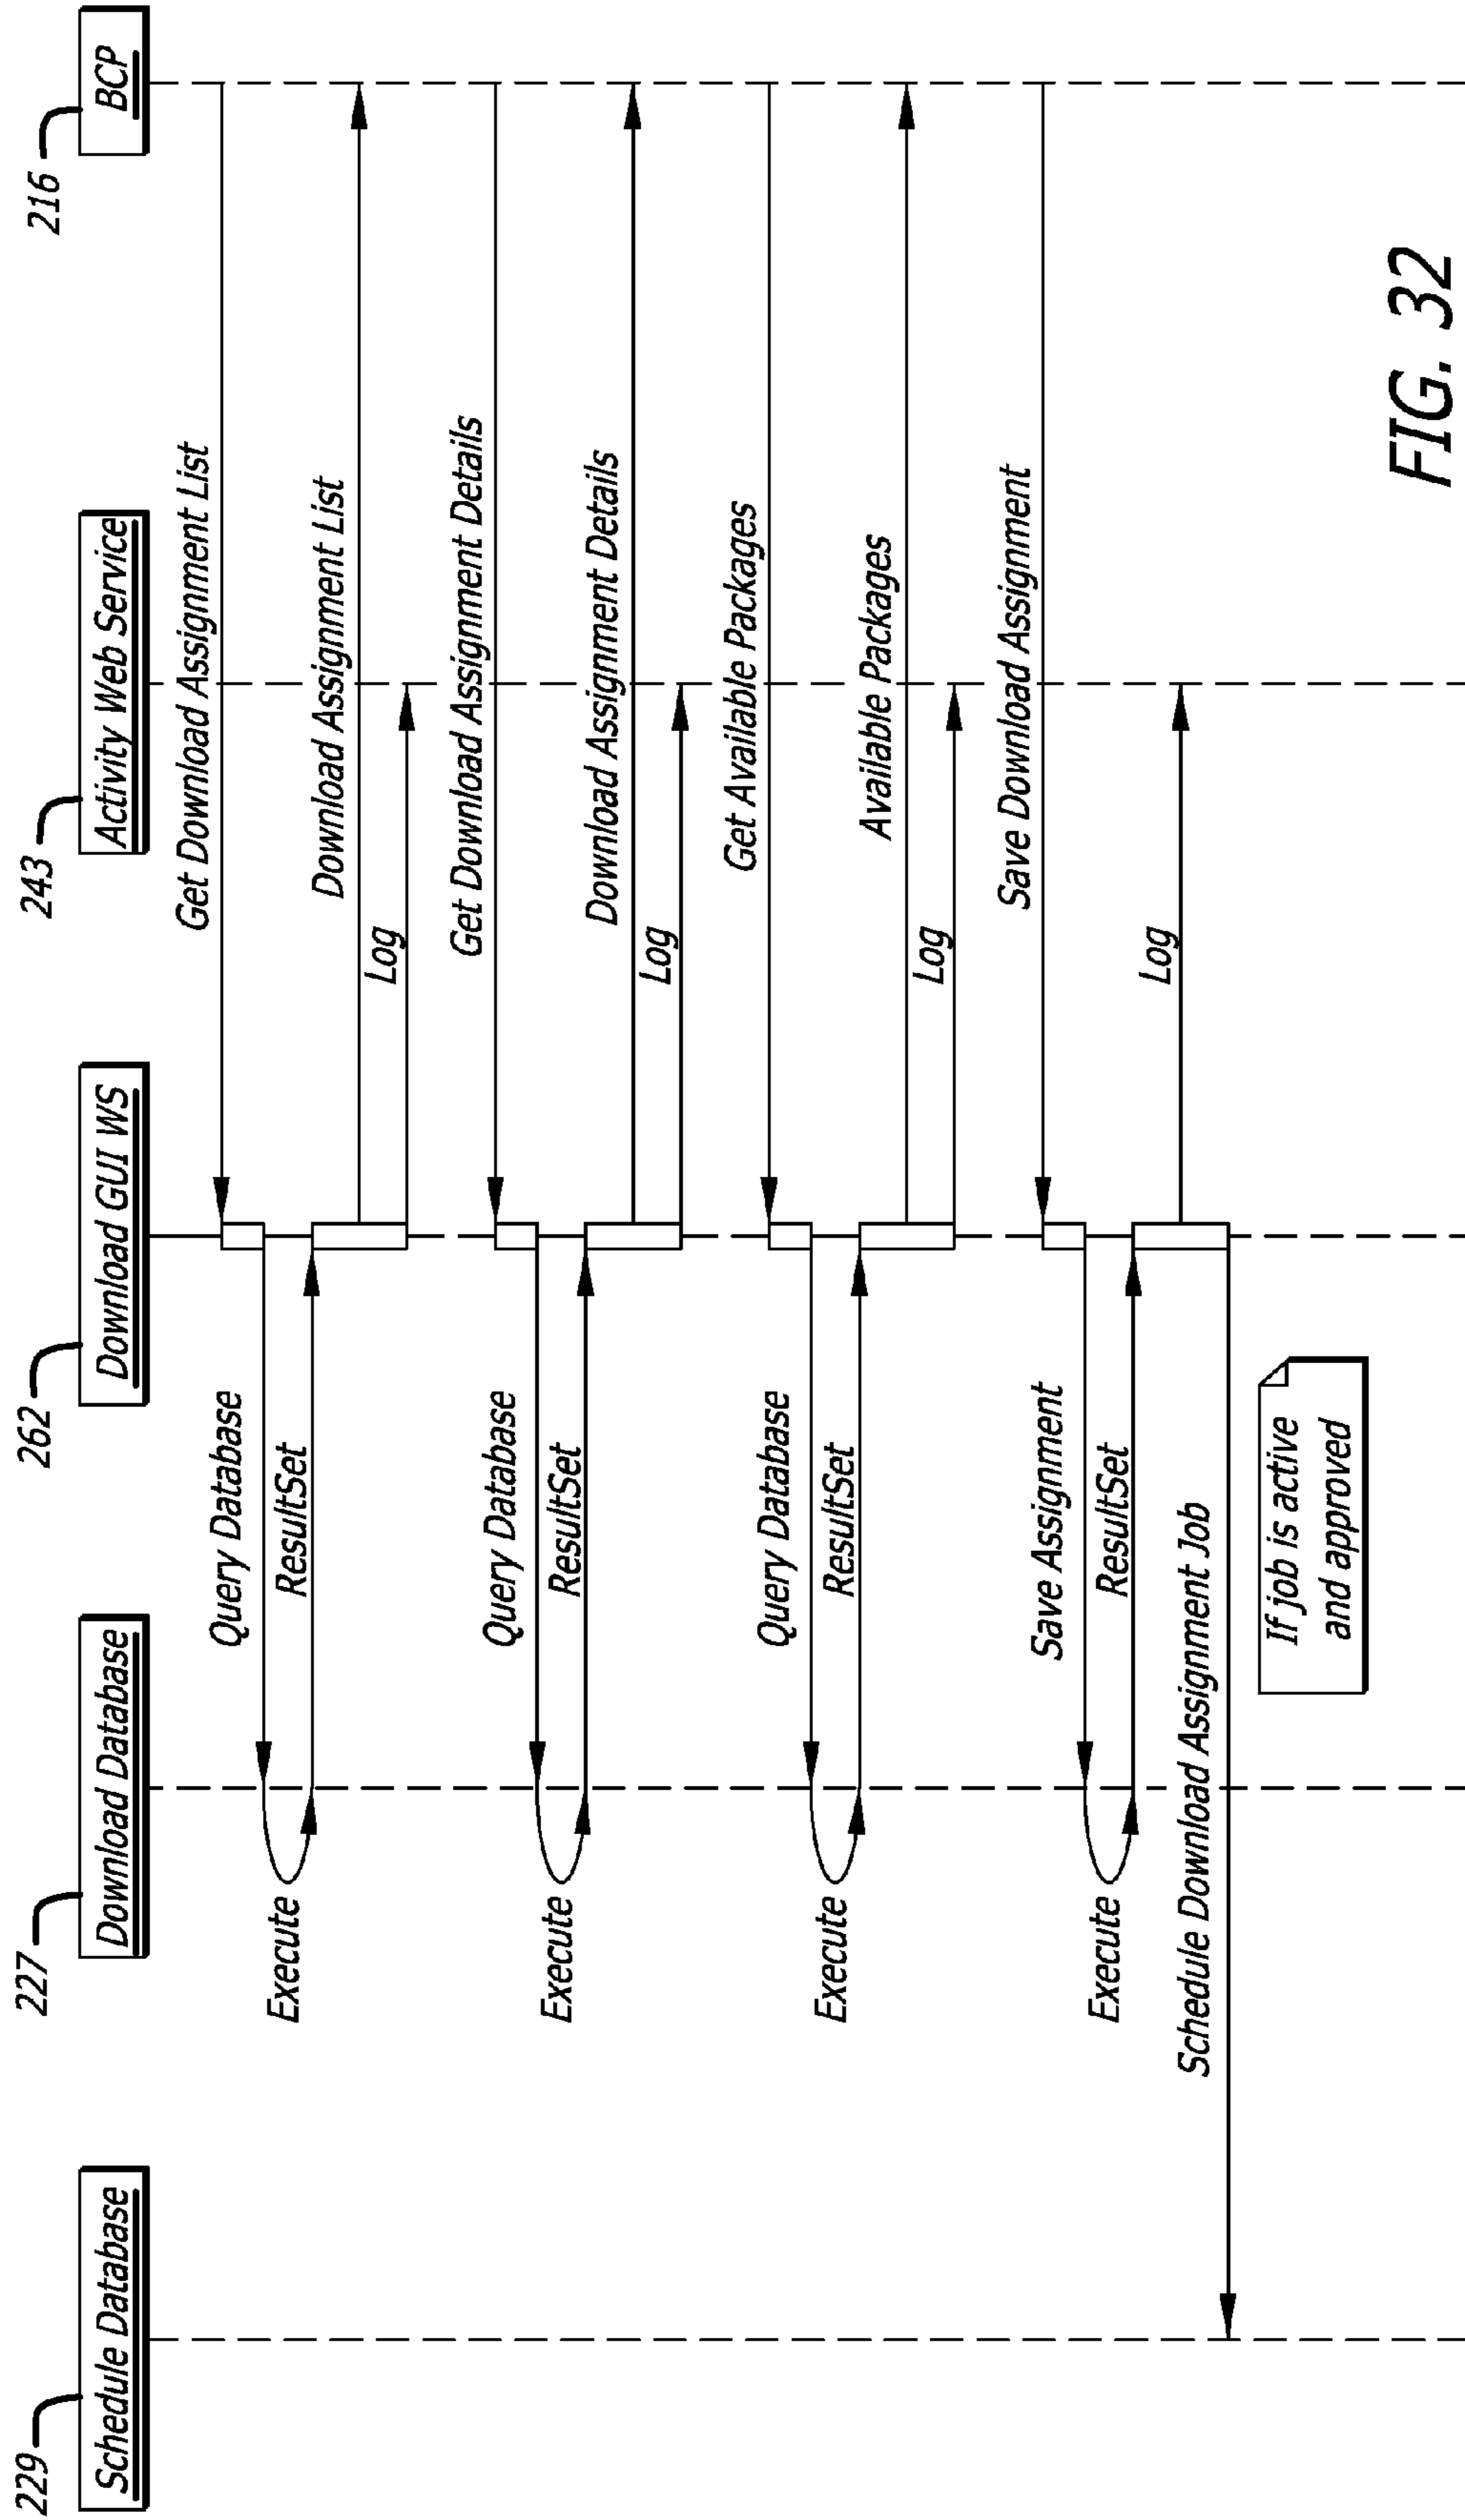 229
Schedule Database
227
Download Database
262
Download GUI WS
243
Activity Web Service
216
BCP
Get Download Assignment List
Query Database
Execute
ResultSet
Download Assignment List
Log
Get Download Assignment Details
Query Database
Execute
ResultSet
Download Assignment Details
Log
Get Available Packages
Query Database
Execute
ResultSet
Available Packages
Log
Save Download Assignment
Save Assignment
Execute
ResultSet
Log
Schedule Download Assignment Job
If job is active
and approved
FIG. 32